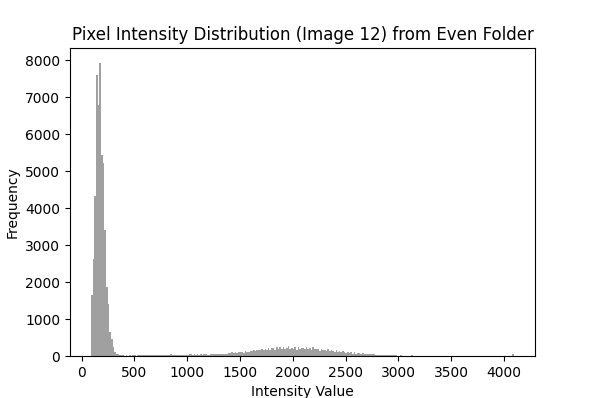 Pixel Intensity Distribution (Image 12) from Even Folder
8000
7000
6000
5000
4000
3000
2000
1000
0
Frequency
0 500 1000 1500 2000 2500 3000 3500 4000
Intensity Value